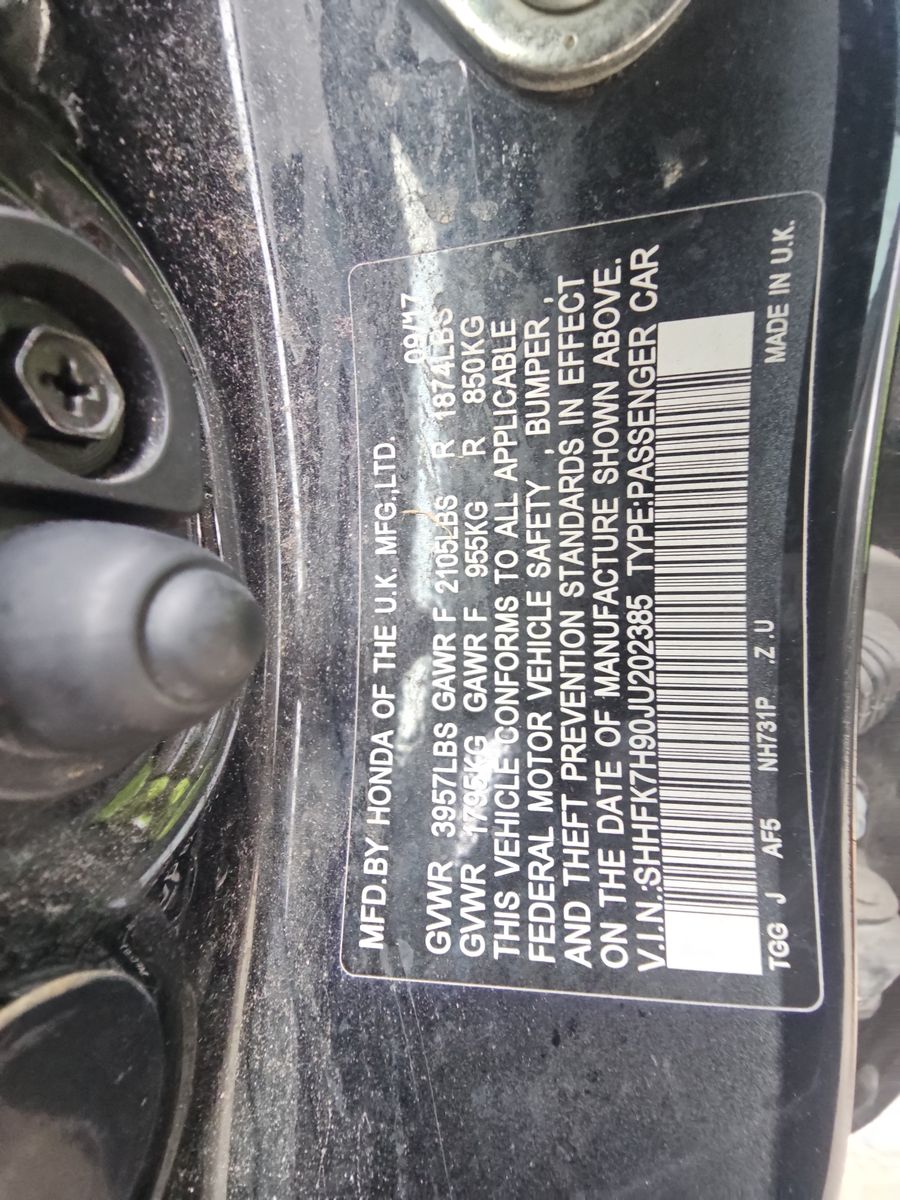 MFD.BY HONDA OF THE U.K. MFG.,LTD. 09/17
GVWR 3957LBS GAWR F 2105LBS R 1874LBS
GVWR 1795KG GAWR F 955KG R 850KG
THIS VEHICLE CONFORMS TO ALL APPLICABLE
FEDERAL MOTOR VEHICLE SAFETY , BUMPER ,
AND THEFT PREVENTION STANDARDS IN EFFECT
ON THE DATE OF MANUFACTURE SHOWN ABOVE.
V.I.N.:SHHFK7H90JU202385 TYPE:PASSENGER CAR
TGG J AF5 NH731P .Z .U MADE IN U.K.